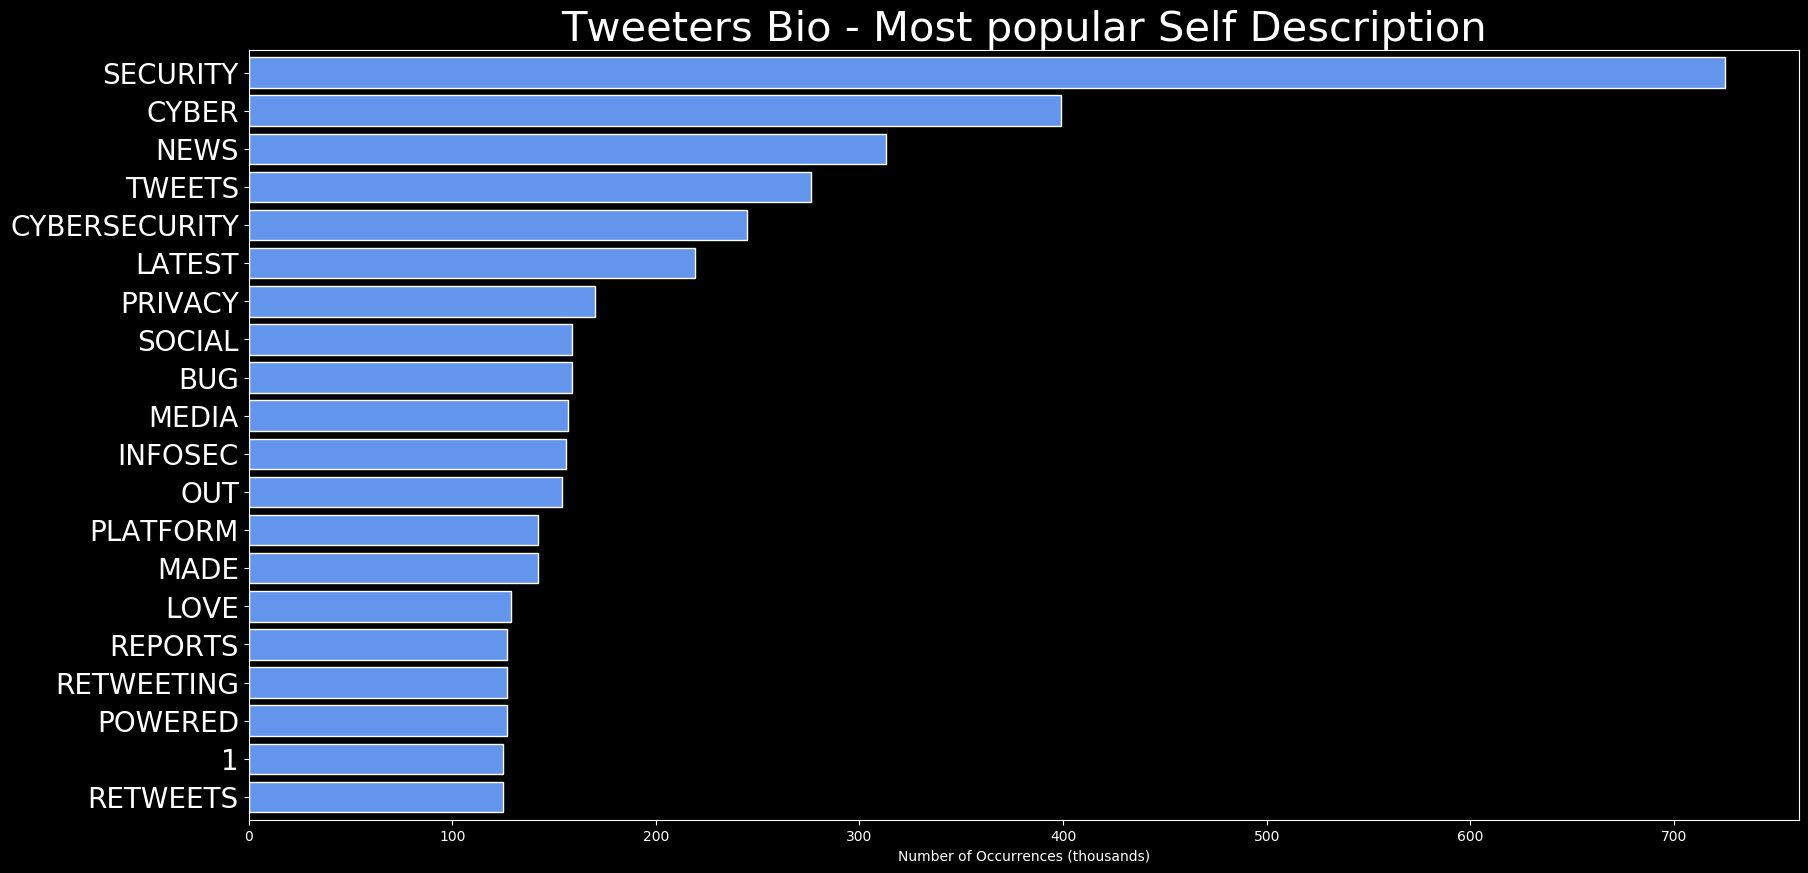 Tweeters Bio - Most popular Self Description
SECURITY
CYBER
NEWS
TWEETS
CYBERSECURITY
LATEST
PRIVACY
SOCIAL
BUG
MEDIA
INFOSEC
OUT
PLATFORM
MADE
LOVE
REPORTS
RETWEETING
POWERED
1
RETWEETS
0 100 200 300 400 500 600 700
Number of Occurrences (thousands)